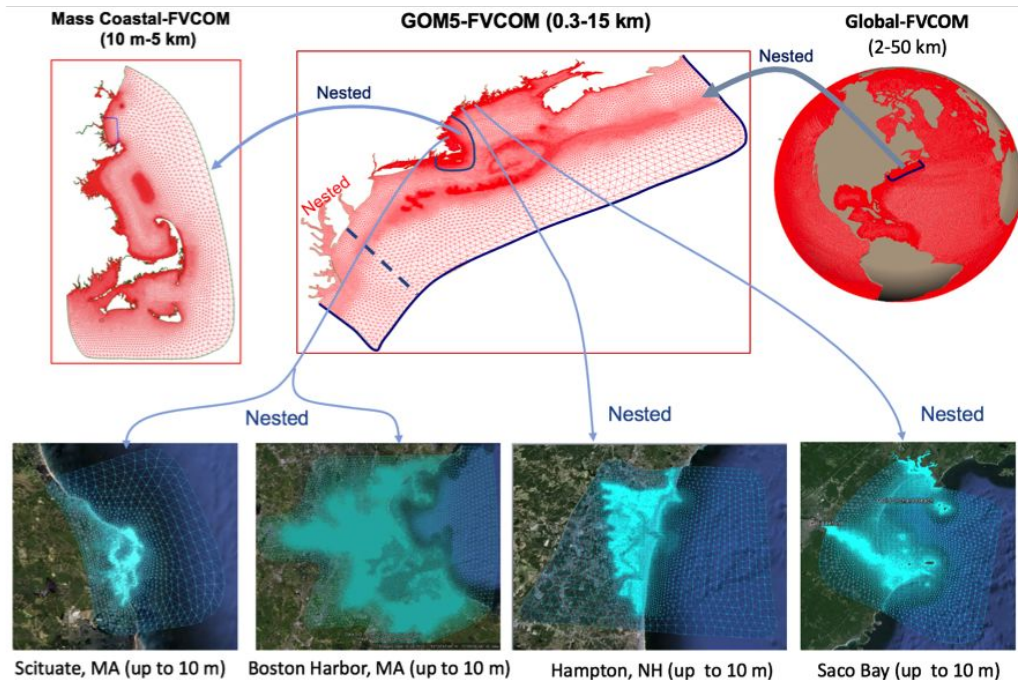 Mass Coastal-FVCOM
(10 m-5 km)
GOM5-FVCOM (0.3-15 km)
Global-FVCOM
(2-50 km)
Nested
Nested
Nested
Nested
Nested
Nested
Scituate, MA (up to 10 m)
Boston Harbor, MA (up to 10 m)
Hampton, NH (up to 10 m)
Saco Bay (up to 10 m)